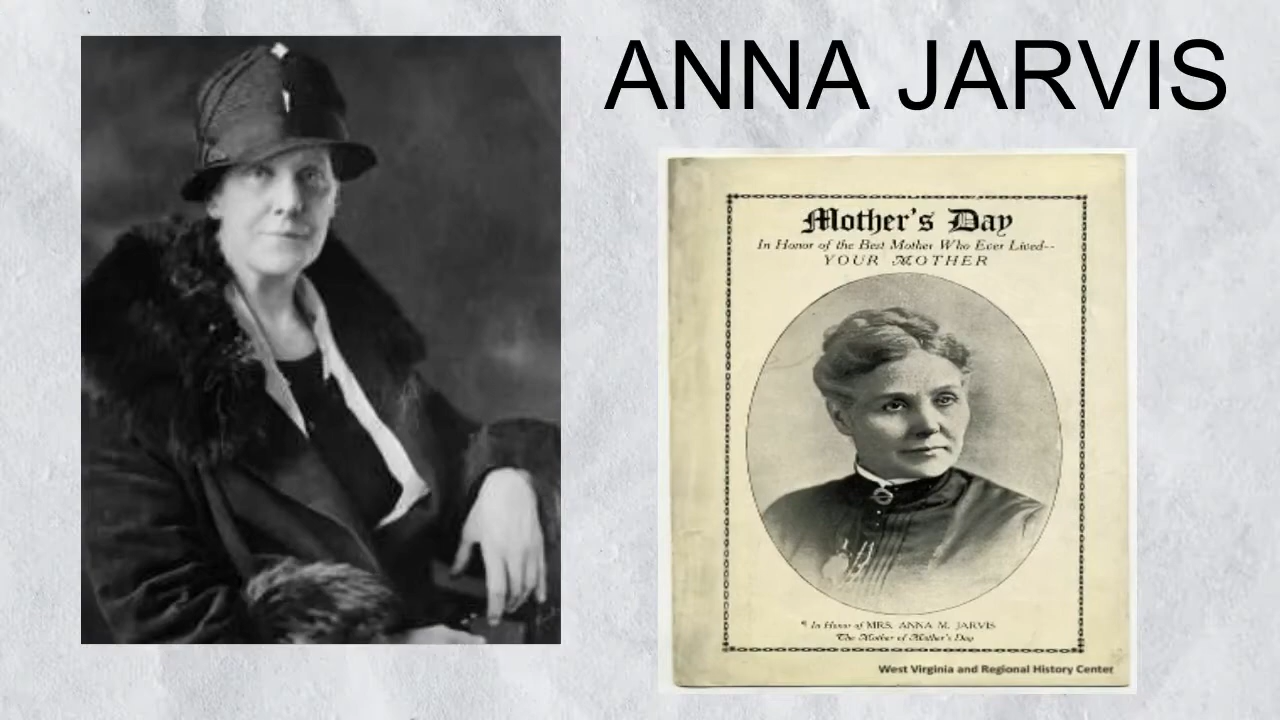 ANNA JARVIS
Mother's Day
In Honor of the Best Mother Who Ever Lived--
YOUR MOTHER
¶ In Honor of MRS. ANNA M. JARVIS
The Mother of Mother's Day
West Virginia and Regional History Center